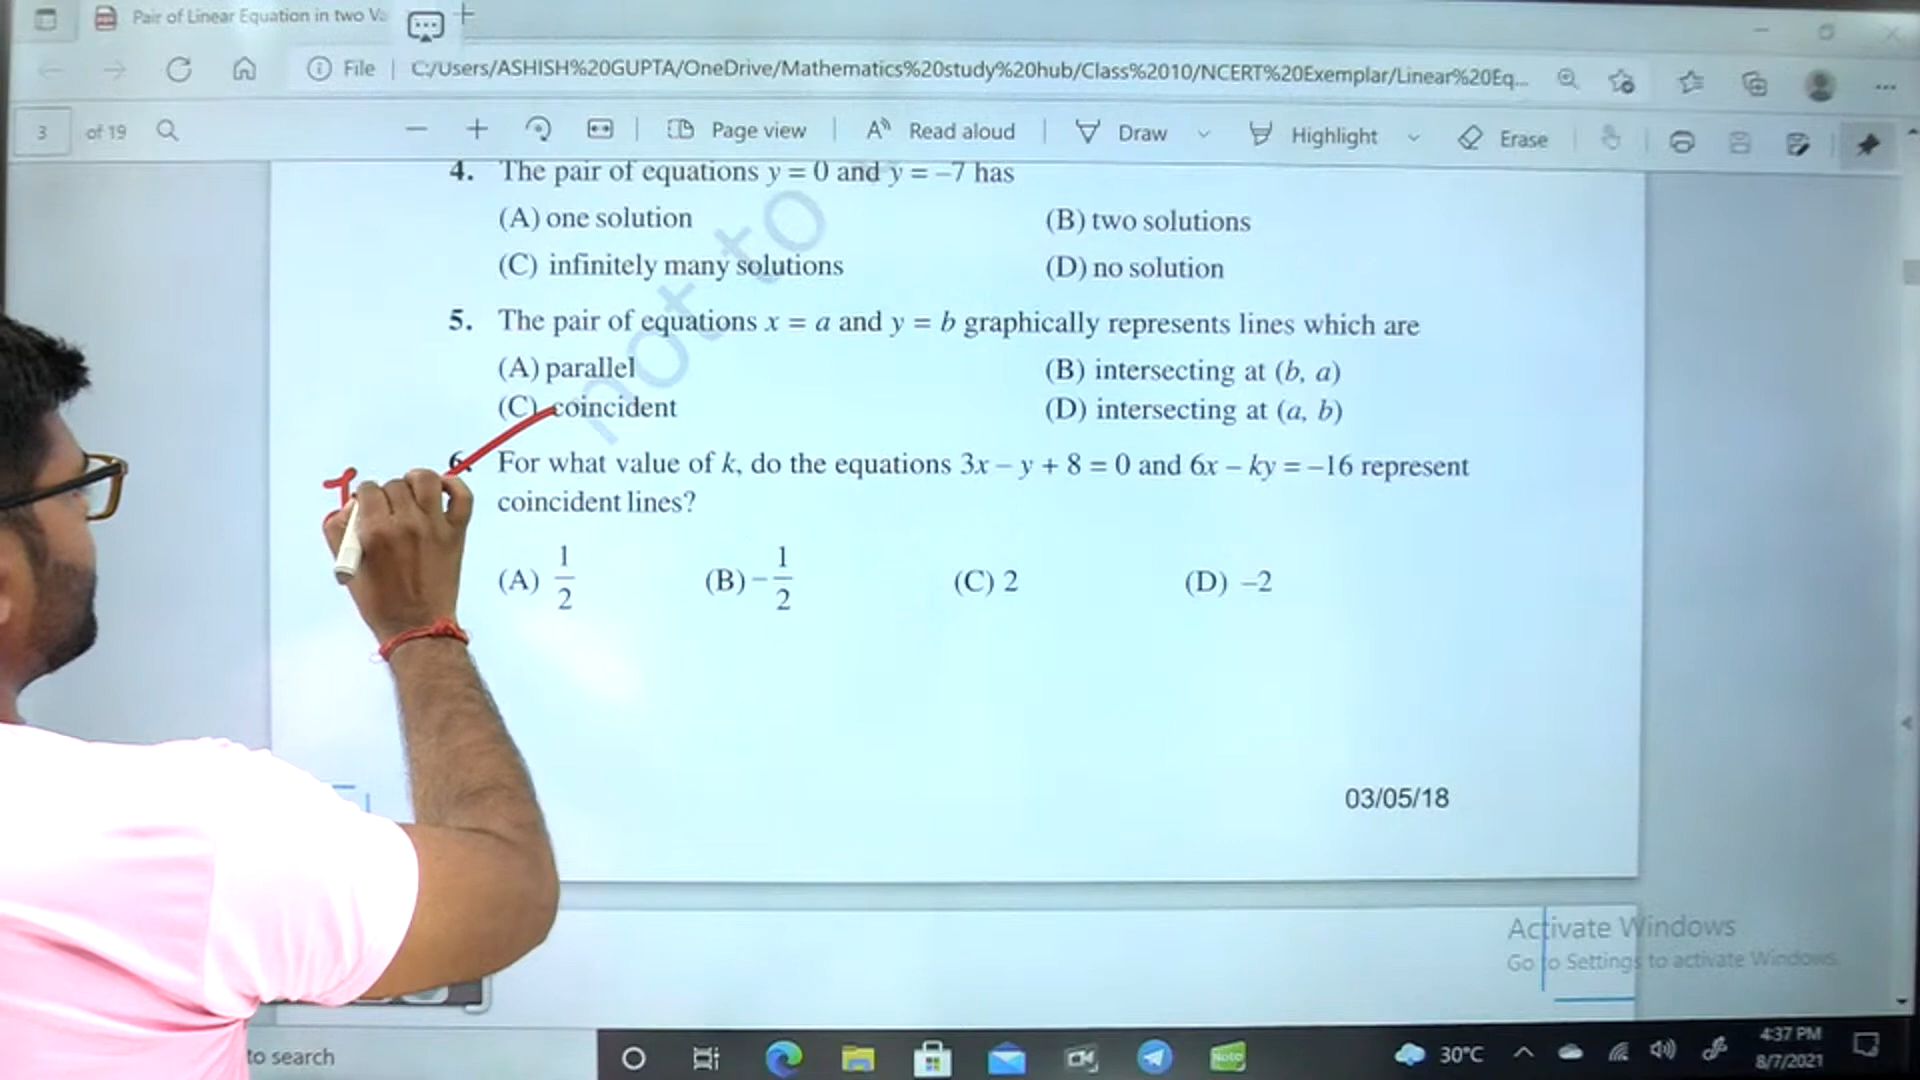 Pair of Linear Equation in two Va
File | C:/Users/ASHISH%20GUPTA/OneDrive/Mathematics%20study%20hub/Class%2010/NCERT%20Exemplar/Linear%20Eq...
3 of 19 Page view Read aloud Draw Highlight Erase
4. The pair of equations y = 0 and y = –7 has
(A) one solution (B) two solutions
(C) infinitely many solutions (D) no solution
not to
5. The pair of equations x = a and y = b graphically represents lines which are
(A) parallel (B) intersecting at (b, a)
(C) coincident (D) intersecting at (a, b)
6. For what value of k, do the equations 3x – y + 8 = 0 and 6x – ky = –16 represent
coincident lines?
(A) 1/2 (B) –1/2 (C) 2 (D) –2
03/05/18
Activate Windows
Go to Settings to activate Windows.
to search Note 30°C 4:37 PM
8/7/2021